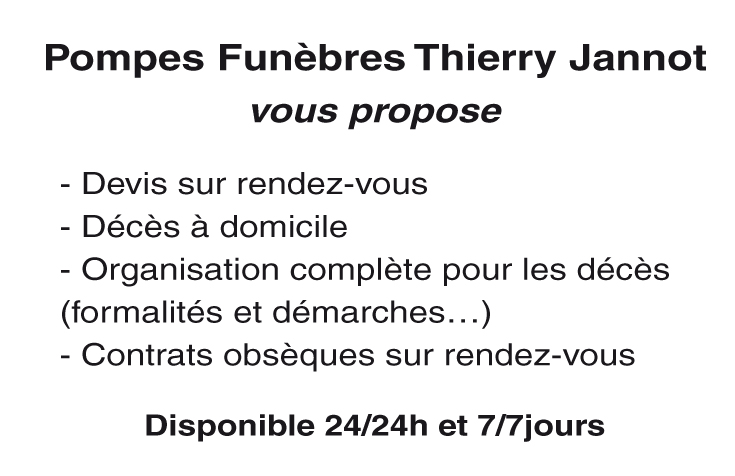 Pompes Funèbres Thierry Jannot
vous propose
- Devis sur rendez-vous
- Décès à domicile
- Organisation complète pour les décès
(formalités et démarches...)
- Contrats obsèques sur rendez-vous
Disponible 24/24h et 7/7jours